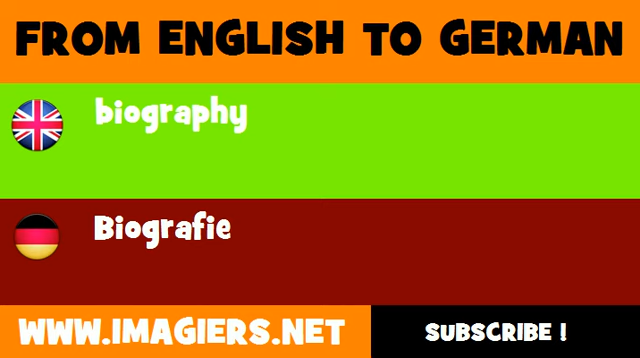 FROM ENGLISH TO GERMAN
biography
Biografie
WWW.IMAGIERS.NET
SUBSCRIBE !